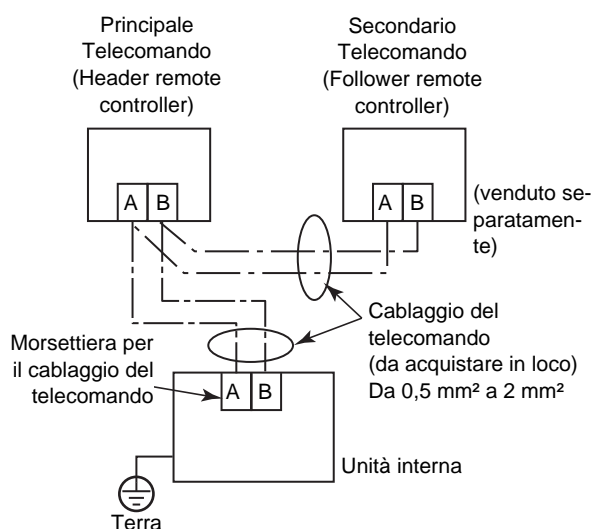 Principale
Telecomando
(Header remote
controller)
Secondario
Telecomando
(Follower remote
controller)
A B
A B
(venduto se-
paratamen-
te)
Cablaggio del
telecomando
(da acquistare in loco)
Da 0,5 mm² a 2 mm²
Morsettiera per
il cablaggio del
telecomando
A B
Unità interna
Terra